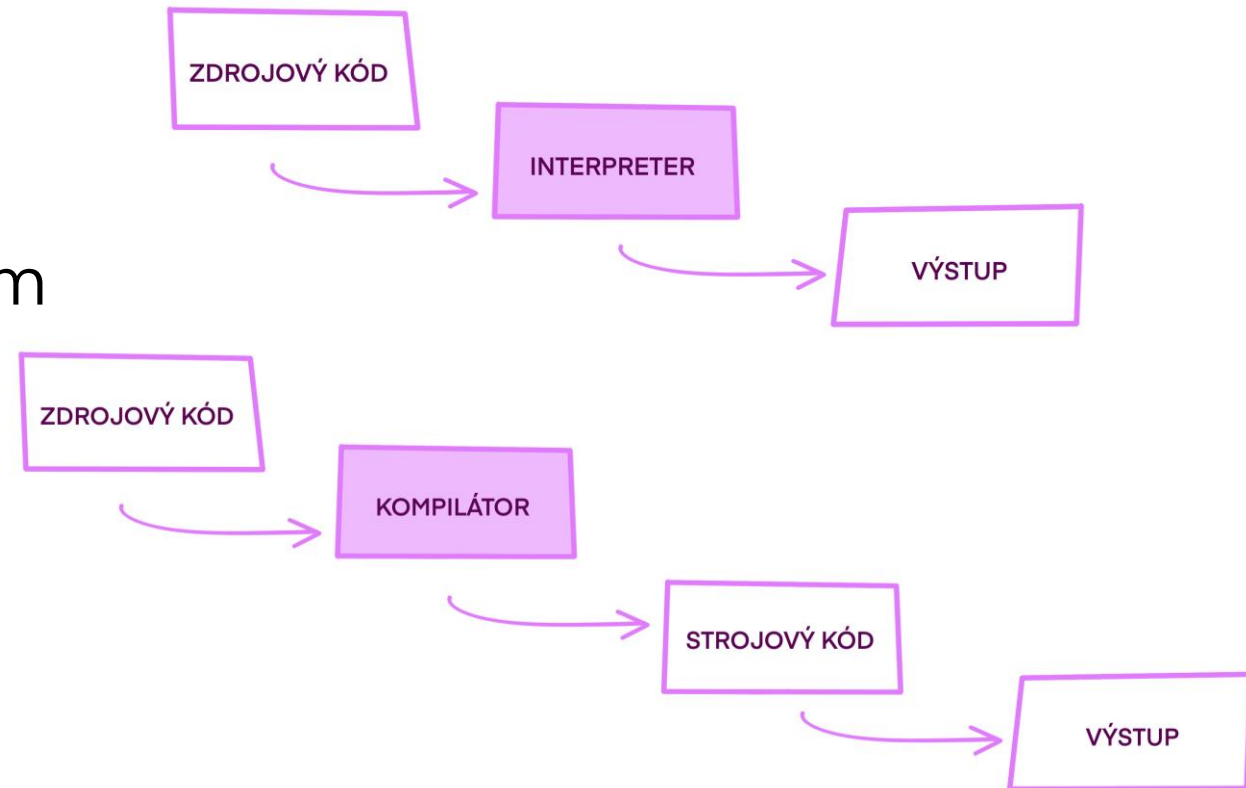 ZDROJOVÝ KÓD
INTERPRETER
VÝSTUP
m
ZDROJOVÝ KÓD
KOMPILÁTOR
STROJOVÝ KÓD
VÝSTUP